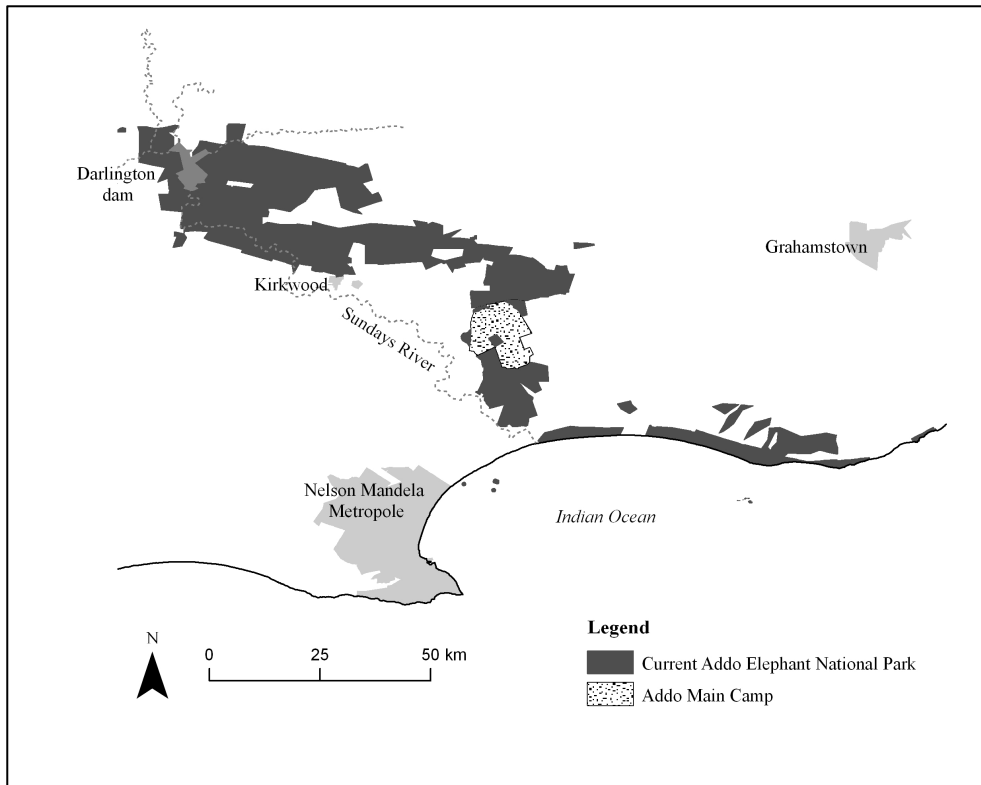 Darlington
dam
Grahamstown
Kirkwood
Sundays River
Nelson Mandela
Metropole
Indian Ocean
Legend
Current Addo Elephant National Park
Addo Main Camp
N
0 25 50 km